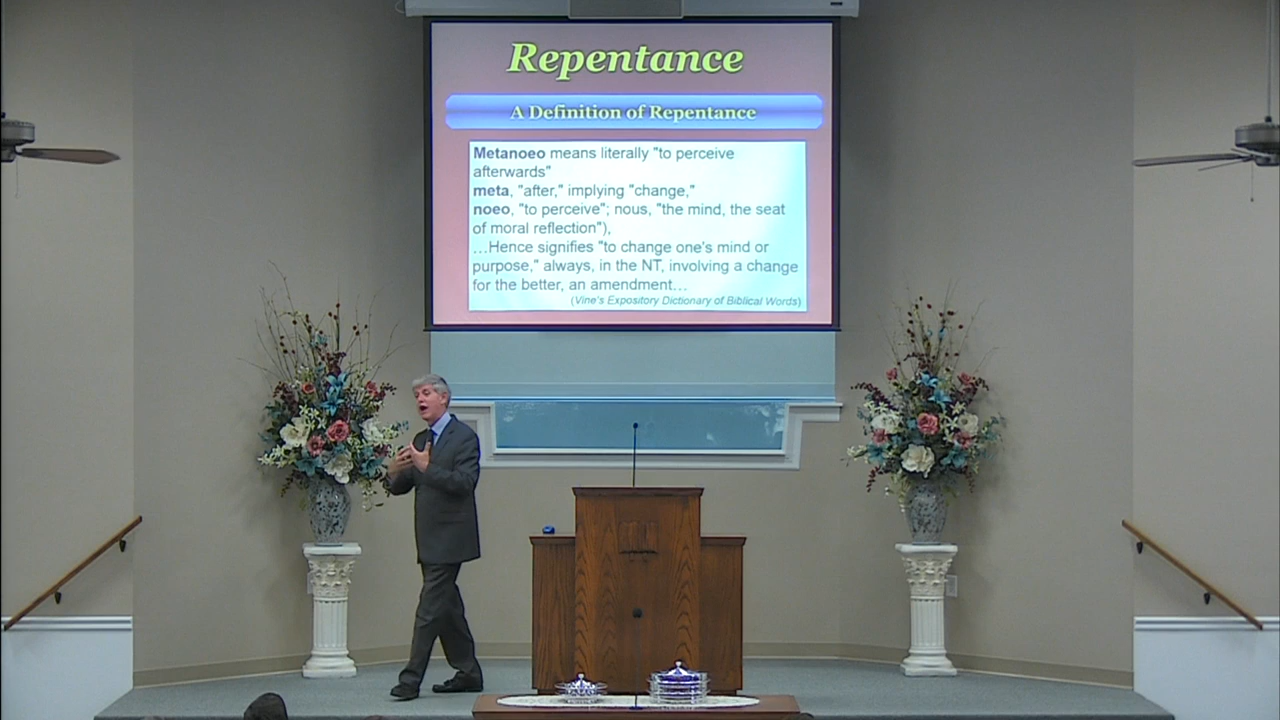 Repentance
A Definition of Repentance
Metanoeo means literally "to perceive
afterwards"
meta, "after," implying "change,"
noeo, "to perceive"; nous, "the mind, the seat
of moral reflection"),
...Hence signifies "to change one's mind or
purpose," always, in the NT, involving a change
for the better, an amendment...
(Vine's Expository Dictionary of Biblical Words)